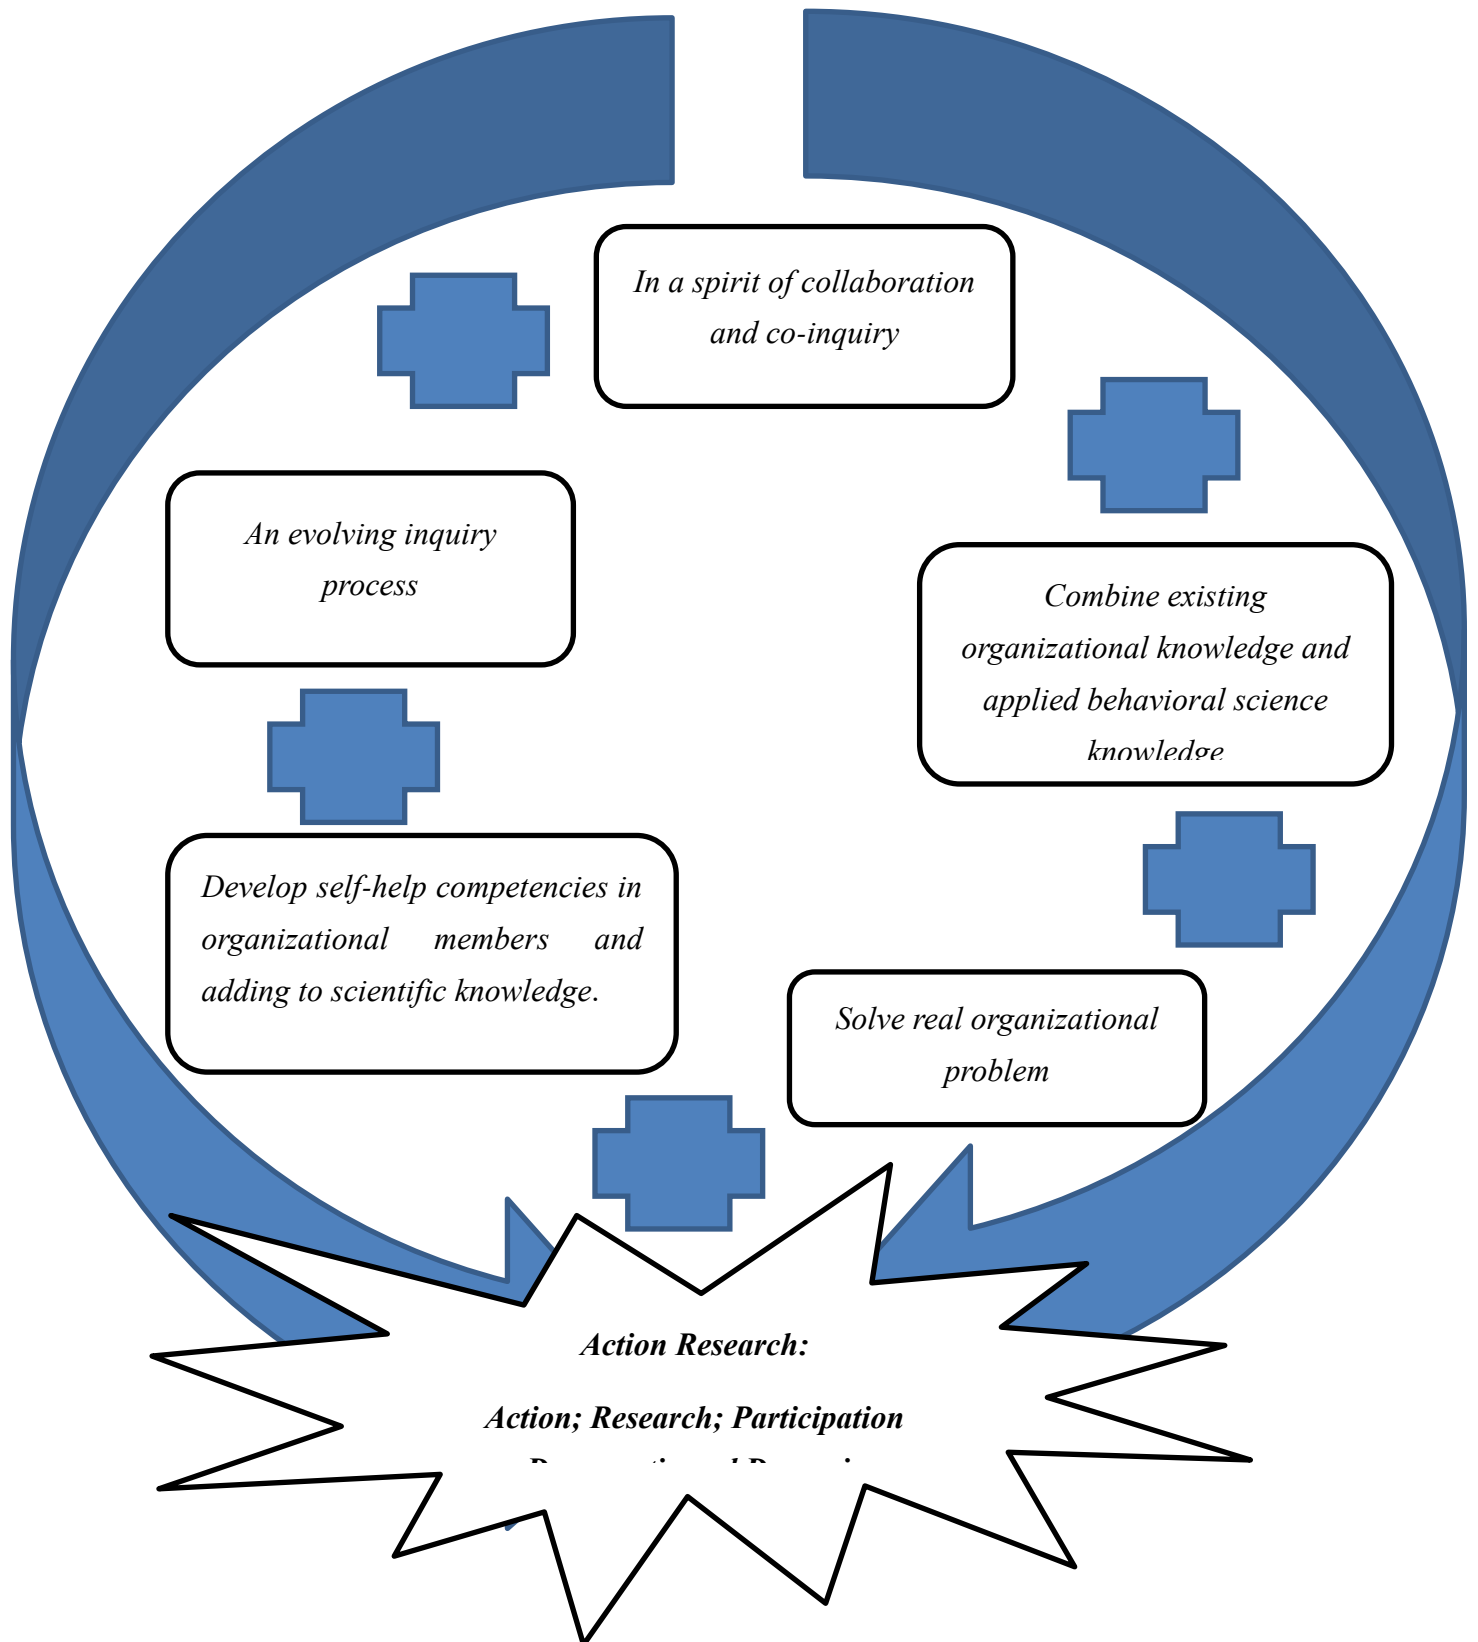 In a spirit of collaboration
and co-inquiry
An evolving inquiry
process
Combine existing
organizational knowledge and
applied behavioral science
knowledge
Develop self-help competencies in
organizational members and
adding to scientific knowledge.
Solve real organizational
problem
Action Research:
Action; Research; Participation